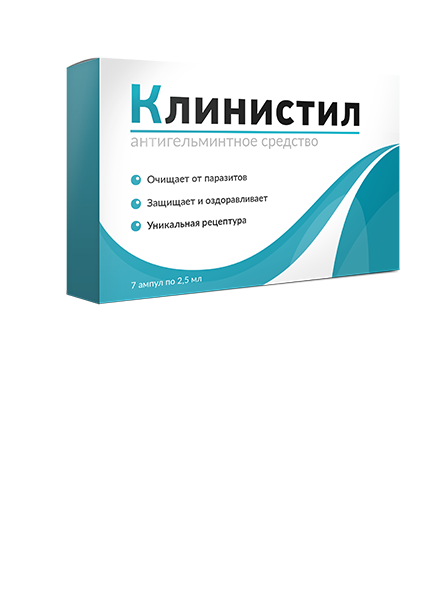 Клинистил
антигельминтное средство
Очищает от паразитов
Защищает и оздоравливает
Уникальная рецептура
7 ампул по 2,5 мл